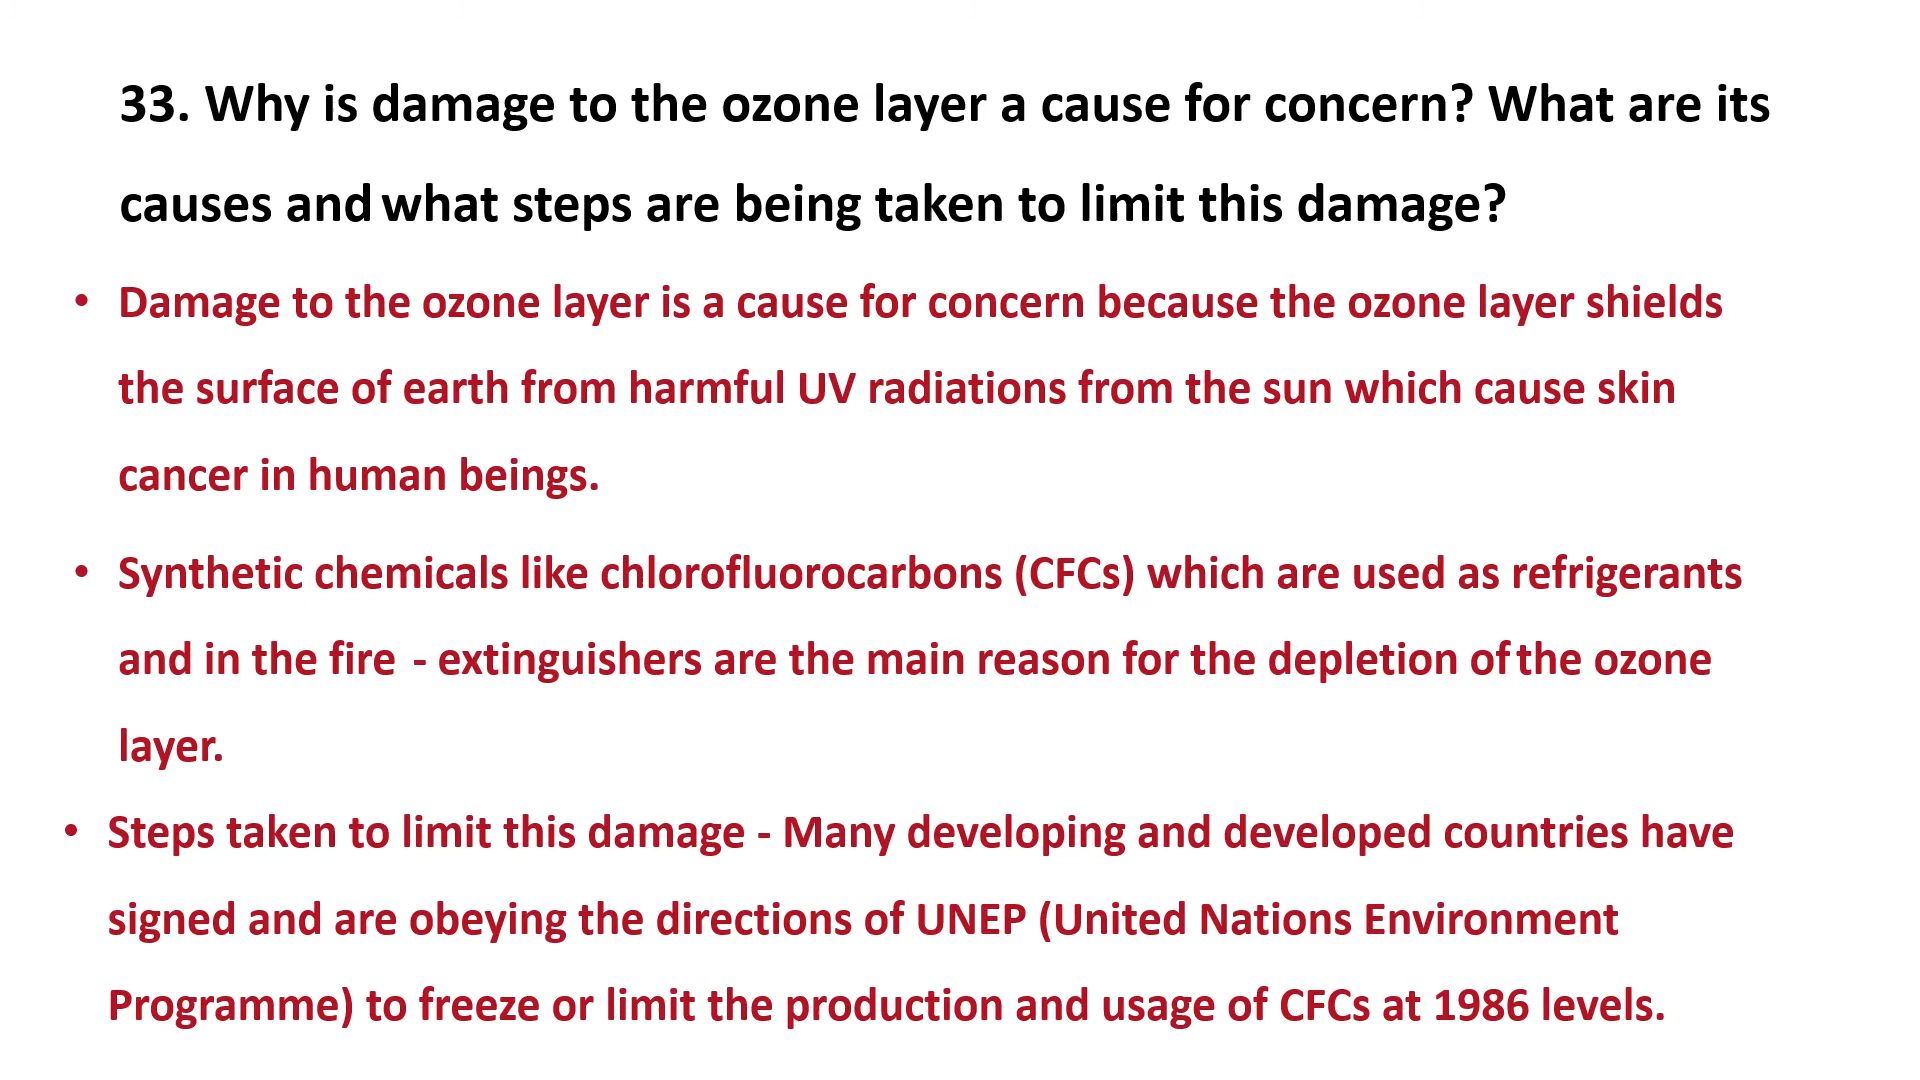 33. Why is damage to the ozone layer a cause for concern? What are its
causes and what steps are being taken to limit this damage?
• Damage to the ozone layer is a cause for concern because the ozone layer shields
the surface of earth from harmful UV radiations from the sun which cause skin
cancer in human beings.
• Synthetic chemicals like chlorofluorocarbons (CFCs) which are used as refrigerants
and in the fire - extinguishers are the main reason for the depletion of the ozone
layer.
• Steps taken to limit this damage - Many developing and developed countries have
signed and are obeying the directions of UNEP (United Nations Environment
Programme) to freeze or limit the production and usage of CFCs at 1986 levels.